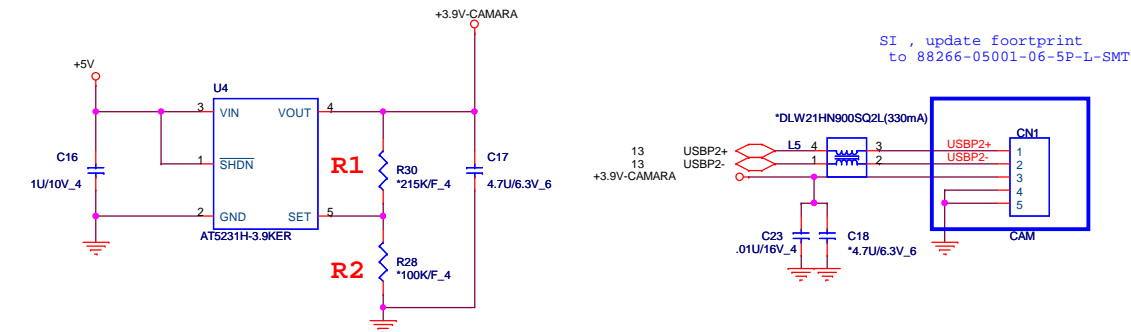 +3.9V-CAMARA
SI , update foortprint
to 88266-05001-06-5P-L-SMT
+5V
U4
3 VIN VOUT 4
1 SHDN
2 GND SET 5
AT5231H-3.9KER
C16
1U/10V_4
R1
R30
*215K/F_4
C17
4.7U/6.3V_6
R2
R28
*100K/F_4
*DLW21HN900SQ2L(330mA)
CN1
13 USBP2+ L5 4 3 USBP2+ 1
13 USBP2- 1 2 USBP2- 2
+3.9V-CAMARA 3
4
5
C23
.01U/16V_4
C18
*4.7U/6.3V_6
CAM